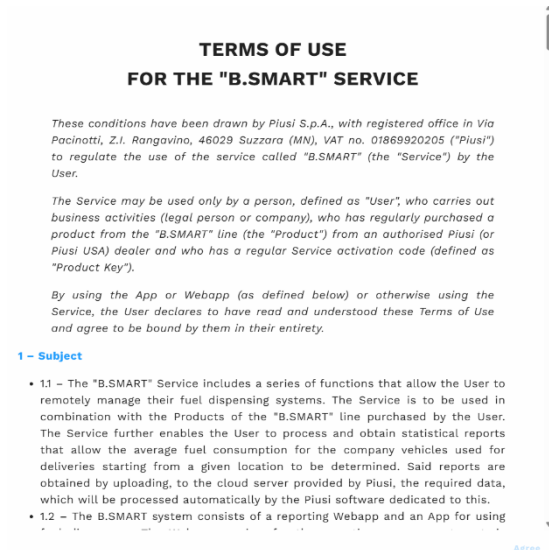 TERMS OF USE
FOR THE "B.SMART" SERVICE
These conditions have been drawn by Piusi S.p.A., with registered office in Via
Pacinotti, Z.I. Rangavino, 46029 Suzzara (MN), VAT no. 01869920205 ("Piusi")
to regulate the use of the service called "B.SMART" (the "Service") by the
User.
The Service may be used only by a person, defined as "User", who carries out
business activities (legal person or company), who has regularly purchased a
product from the "B.SMART" line (the "Product") from an authorised Piusi (or
Piusi USA) dealer and who has a regular Service activation code (defined as
"Product Key").
By using the App or Webapp (as defined below) or otherwise using the
Service, the User declares to have read and understood these Terms of Use
and agree to be bound by them in their entirety.
1 – Subject
• 1.1 – The "B.SMART" Service includes a series of functions that allow the User to
remotely manage their fuel dispensing systems. The Service is to be used in
combination with the Products of the "B.SMART" line purchased by the User.
The Service further enables the User to process and obtain statistical reports
that allow the average fuel consumption for the company vehicles used for
deliveries starting from a given location to be determined. Said reports are
obtained by uploading, to the cloud server provided by Piusi, the required data,
which will be processed automatically by the Piusi software dedicated to this.
• 1.2 – The B.SMART system consists of a reporting Webapp and an App for using